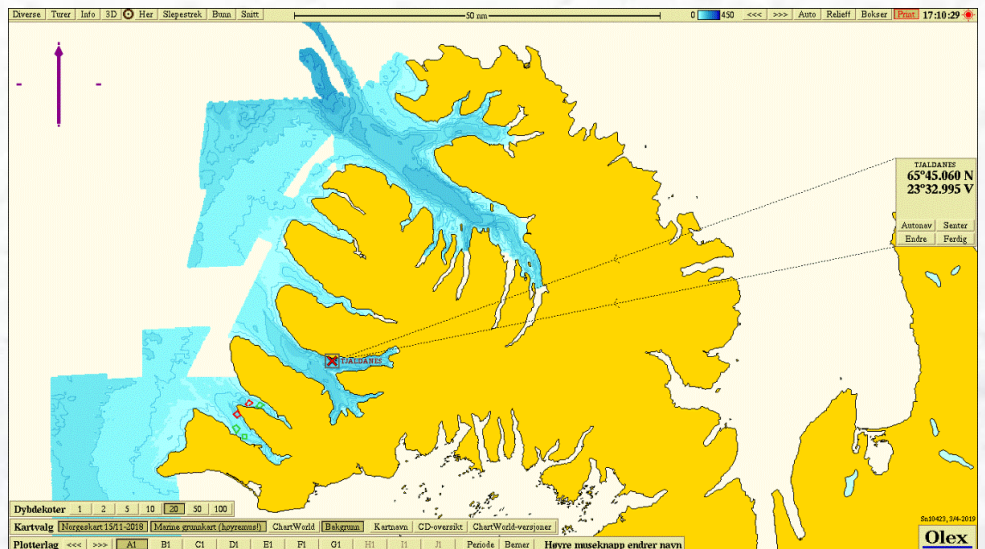 Diverse Turer Info 3D Her Slepestrek Bunn Snitt 50 nm 0 450 <<< >>> Auto Relieff Bokser Print 17:10:29
TJALDANES
65°45.060 N
23°32.995 V
Autonav Senter
Endre Ferdig
TJALDANES
Dybdekoter 1 2 5 10 20 50 100
Sn10423, 3/4-2019
Kartvalg Norgeskart 15/11-2018 Marine grunnkart (høyremus!) ChartWorld Bakgrunn Kartnavn CD-oversikt ChartWorld-versjoner
Olex
Plotterlag <<< >>> A1 B1 C1 D1 E1 F1 G1 H1 I1 J1 Periode Bemer Høyre museknapp endrer navn